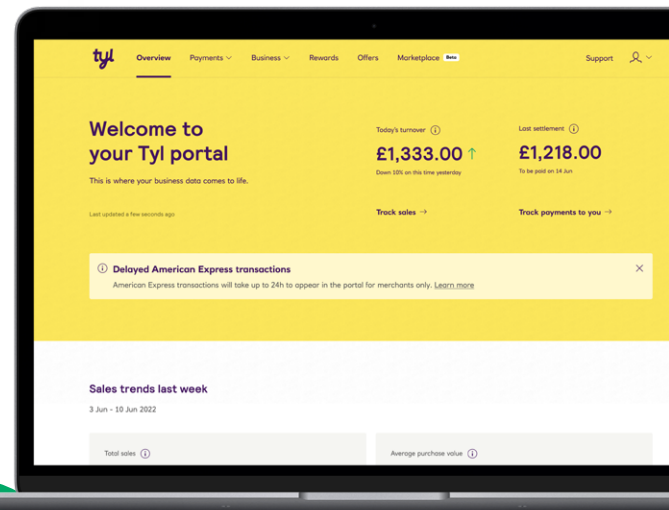 tyl Overview Payments Business Rewards Offers Marketplace Beta Support
Welcome to
your Tyl portal
This is where your business data comes to life.
Last updated a few seconds ago
Today's turnover
£1,333.00
Down 10% on this time yesterday
Track sales →
Last settlement
£1,218.00
To be paid on 14 Jun
Track payments to you →
Delayed American Express transactions
American Express transactions will take up to 24h to appear in the portal for merchants only. Learn more
Sales trends last week
3 Jun - 10 Jun 2022
Total sales
Average purchase value